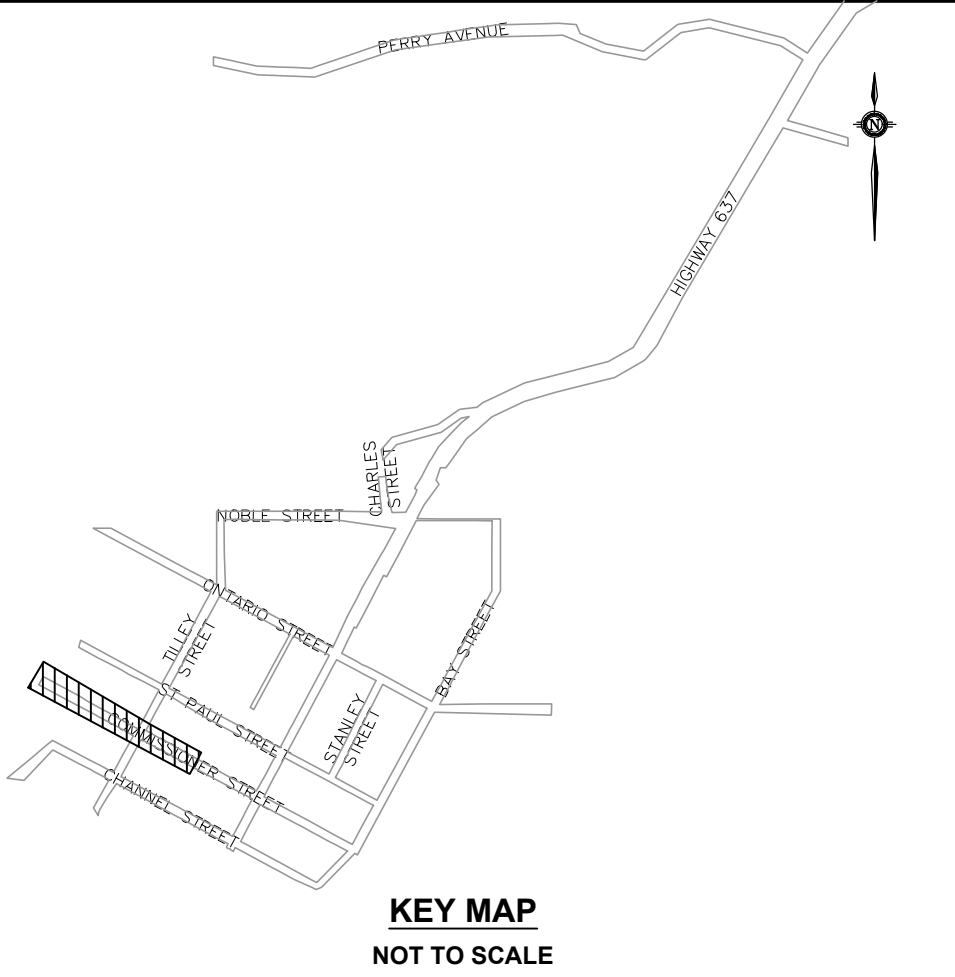 PERRY AVENUE
N
HIGHWAY 637
CHARLES
STREET
NOBLE STREET
ONTARIO STREET
TILLEY
STREET
BAY STREET
ST PAUL STREET
STANLEY
STREET
COMMISSIONER STREET
CHANNEL STREET
KEY MAP
NOT TO SCALE